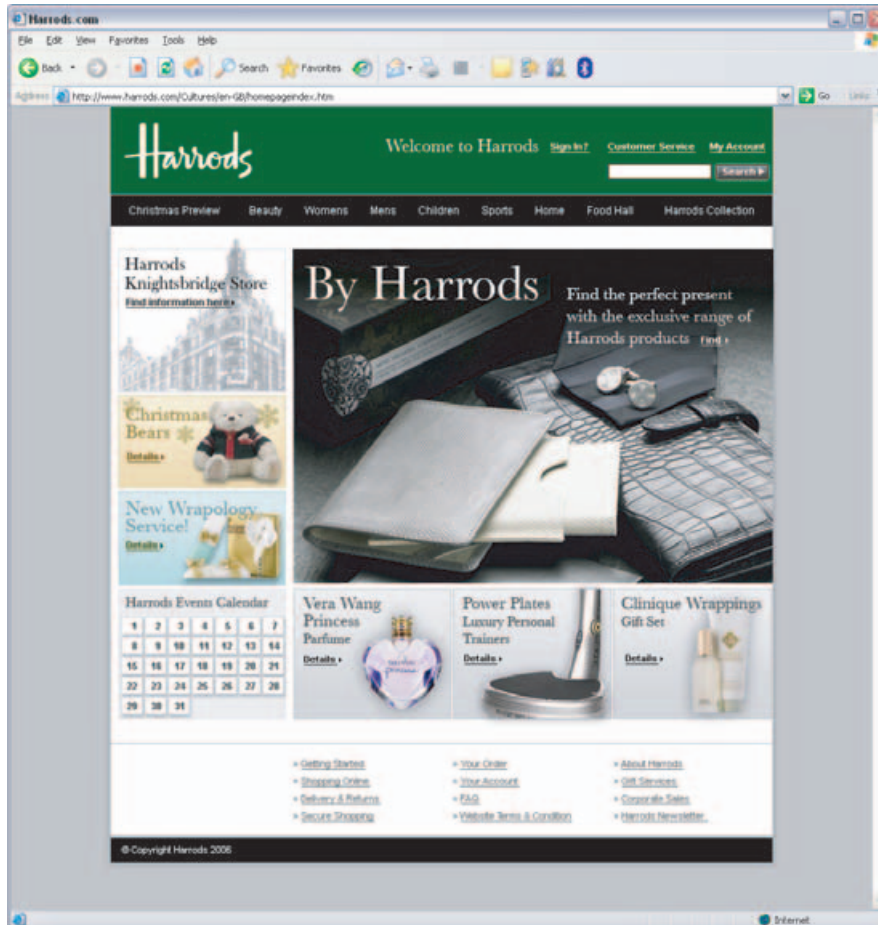 Harrods.com
File Edit View Favorites Tools Help
Back Search Favorites
Address http://www.harrods.com/Cultures/en-GB/homepageindex.htm Go Links
Harrods
Welcome to Harrods Sign In? Customer Service My Account
Search
Christmas Preview Beauty Womens Mens Children Sports Home Food Hall Harrods Collection
Harrods
Knightsbridge Store
Find information here
By Harrods
Find the perfect present
with the exclusive range of
Harrods products Find
Christmas
Bears
Details
New Wrapology
Service!
Details
Harrods Events Calendar
1 2 3 4 5 6 7
8 9 10 11 12 13 14
15 16 17 18 19 20 21
22 23 24 25 26 27 28
29 30 31
Vera Wang
Princess
Parfume
Details
Power Plates
Luxury Personal
Trainers
Details
Clinique Wrappings
Gift Set
Details
» Getting Started
» Shopping Online
» Delivery & Returns
» Secure Shopping
» Your Order
» Your Account
» FAQ
» Website Terms & Condition
» About Harrods
» Gift Services
» Corporate Sales
» Harrods Newsletter
© Copyright Harrods 2006
Internet